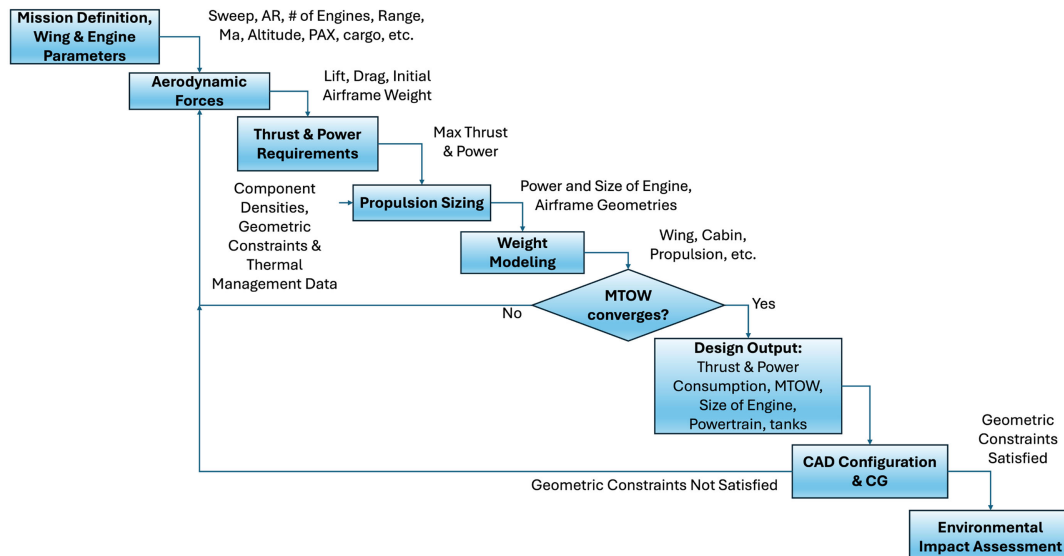 Mission Definition,
Wing & Engine
Parameters
Sweep, AR, # of Engines, Range,
Ma, Altitude, PAX, cargo, etc.
Aerodynamic
Forces
Lift, Drag, Initial
Airframe Weight
Thrust & Power
Requirements
Max Thrust
& Power
Component
Densities,
Geometric
Constraints &
Thermal
Management Data
Propulsion Sizing
Power and Size of Engine,
Airframe Geometries
Weight
Modeling
Wing, Cabin,
Propulsion, etc.
MTOW
converges?
No
Yes
Design Output:
Thrust & Power
Consumption, MTOW,
Size of Engine,
Powertrain, tanks
CAD Configuration
& CG
Geometric Constraints Not Satisfied
Geometric
Constraints
Satisfied
Environmental
Impact Assessment